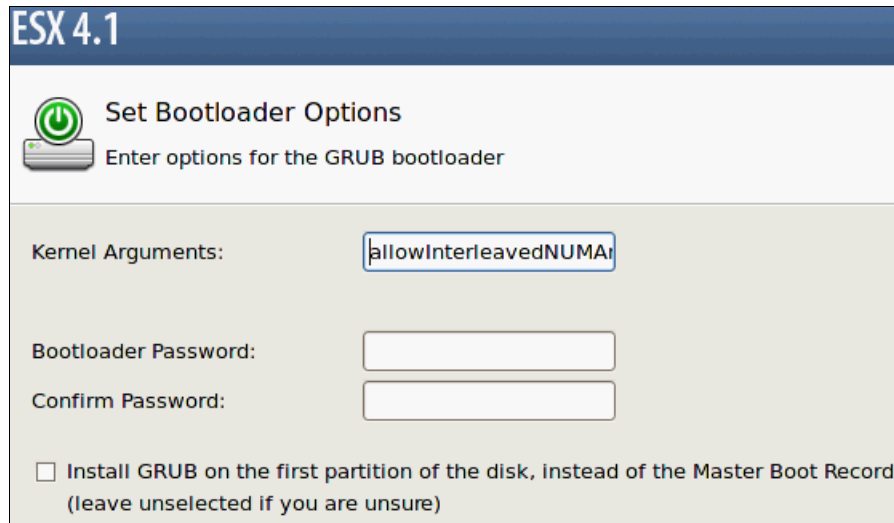 ESX 4.1
Set Bootloader Options
Enter options for the GRUB bootloader
Kernel Arguments: allowInterleavedNUMAn
Bootloader Password:
Confirm Password:
Install GRUB on the first partition of the disk, instead of the Master Boot Record
(leave unselected if you are unsure)